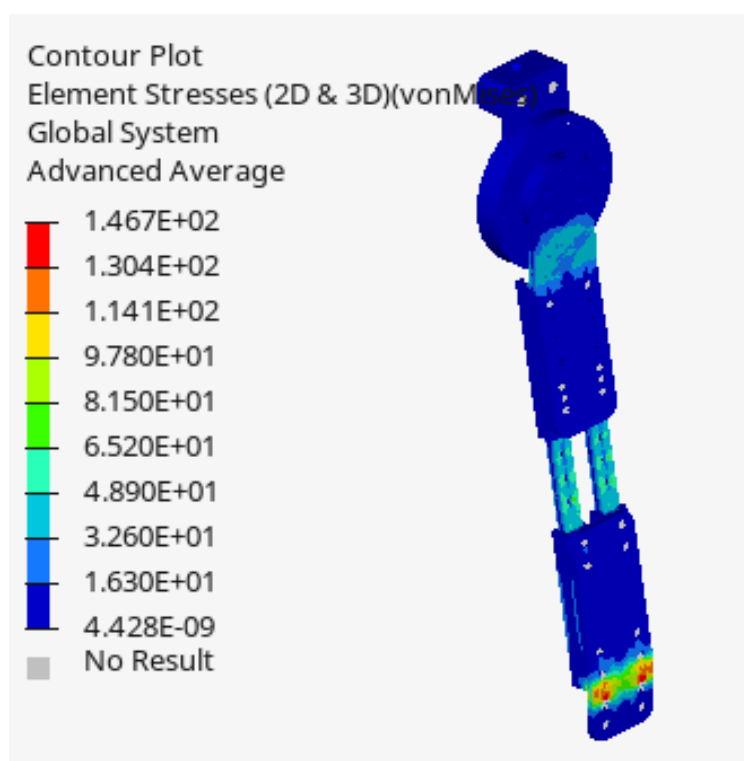 Contour Plot
Element Stresses (2D & 3D)(vonMises)
Global System
Advanced Average
1.467E+02
1.304E+02
1.141E+02
9.780E+01
8.150E+01
6.520E+01
4.890E+01
3.260E+01
1.630E+01
4.428E-09
No Result